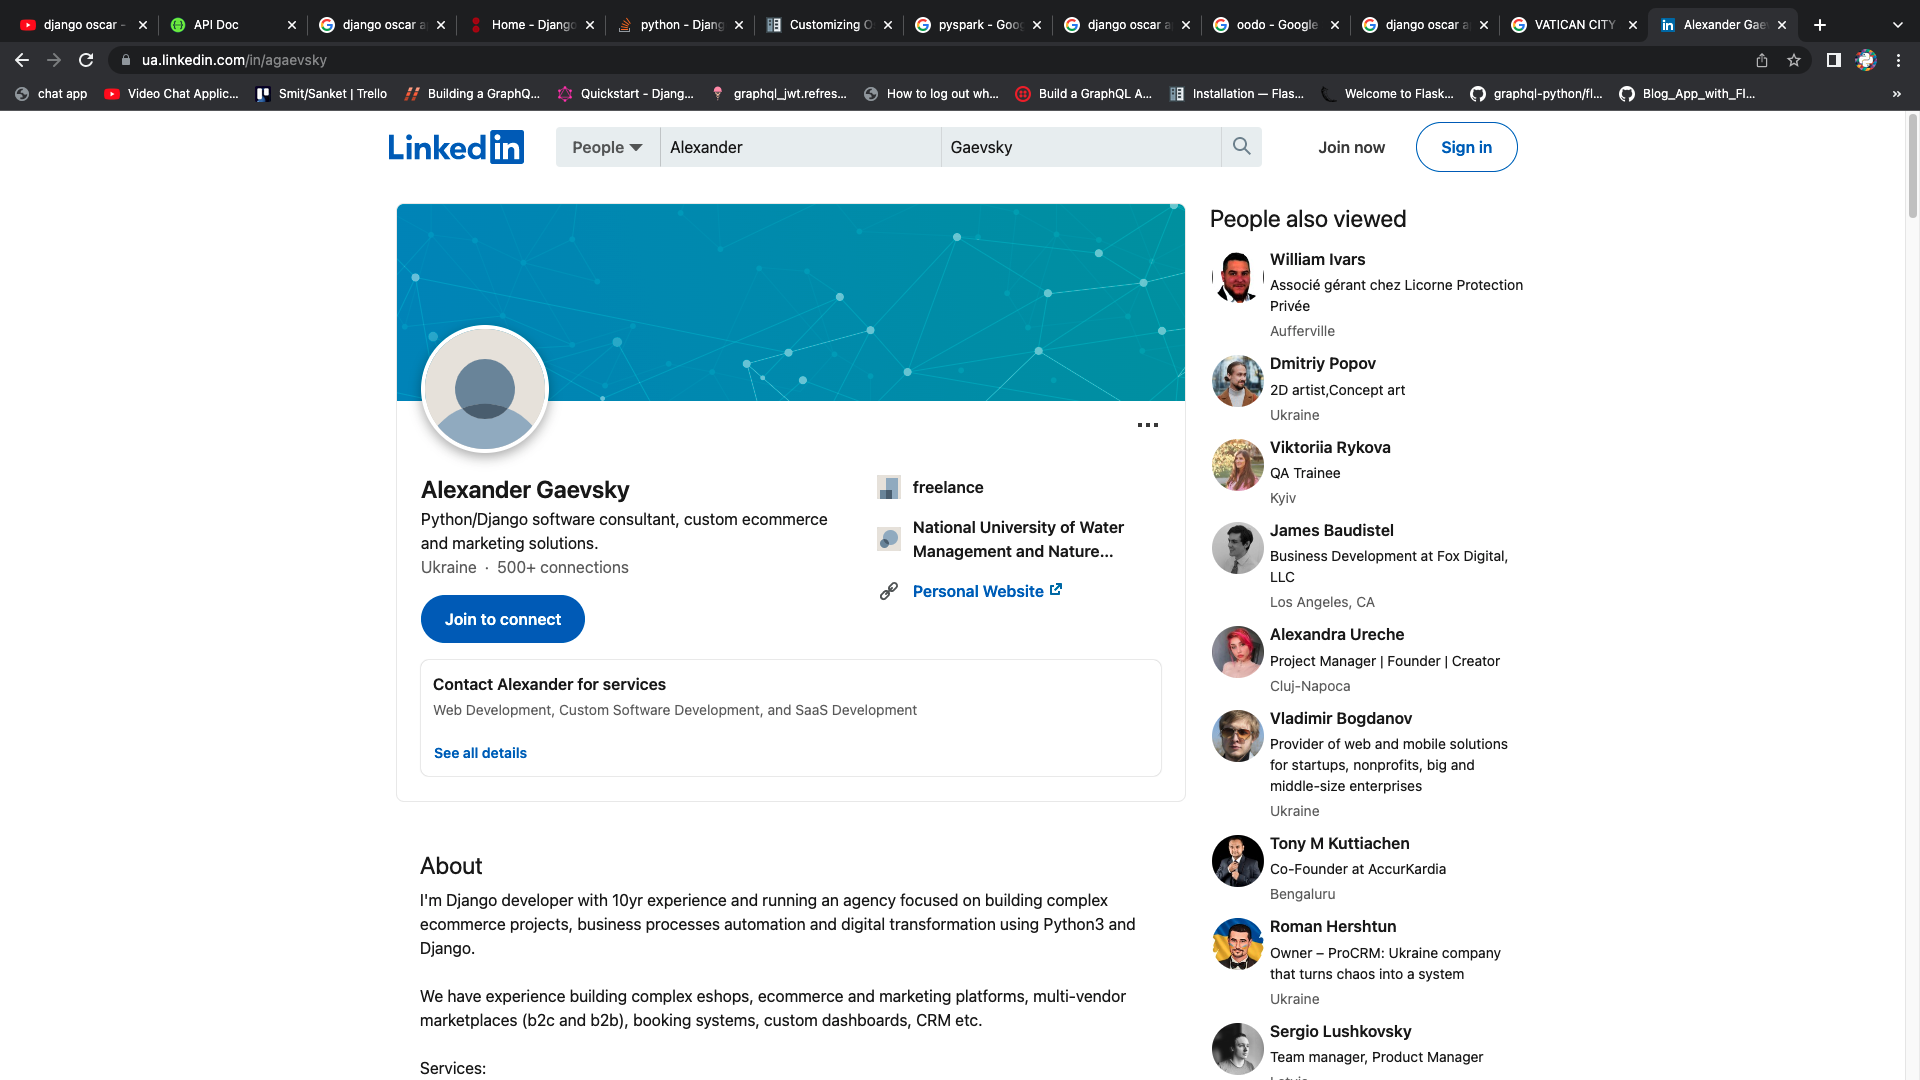 django oscar -
API Doc
django oscar a
Home - Django
python - Djang
Customizing O
pyspark - Goog
django oscar a
oodo - Google
django oscar a
VATICAN CITY
Alexander Gaev
ua.linkedin.com/in/agaevsky
chat app
Video Chat Applic...
Smit/Sanket | Trello
Building a GraphQ...
Quickstart - Djang...
graphql_jwt.refres...
How to log out wh...
Build a GraphQL A...
Installation — Flas...
Welcome to Flask...
graphql-python/fl...
Blog_App_with_Fl...
»
Linkedin
People
Alexander
Gaevsky
Join now
Sign in
Alexander Gaevsky
Python/Django software consultant, custom ecommerce
and marketing solutions.
Ukraine · 500+ connections
Join to connect
freelance
National University of Water
Management and Nature...
Personal Website
Contact Alexander for services
Web Development, Custom Software Development, and SaaS Development
See all details
About
I'm Django developer with 10yr experience and running an agency focused on building complex
ecommerce projects, business processes automation and digital transformation using Python3 and
Django.
We have experience building complex eshops, ecommerce and marketing platforms, multi-vendor
marketplaces (b2c and b2b), booking systems, custom dashboards, CRM etc.
Services:
People also viewed
William Ivars
Associé gérant chez Licorne Protection
Privée
Aufferville
Dmitriy Popov
2D artist,Concept art
Ukraine
Viktoriia Rykova
QA Trainee
Kyiv
James Baudistel
Business Development at Fox Digital,
LLC
Los Angeles, CA
Alexandra Ureche
Project Manager | Founder | Creator
Cluj-Napoca
Vladimir Bogdanov
Provider of web and mobile solutions
for startups, nonprofits, big and
middle-size enterprises
Ukraine
Tony M Kuttiachen
Co-Founder at AccurKardia
Bengaluru
Roman Hershtun
Owner – ProCRM: Ukraine company
that turns chaos into a system
Ukraine
Sergio Lushkovsky
Team manager, Product Manager